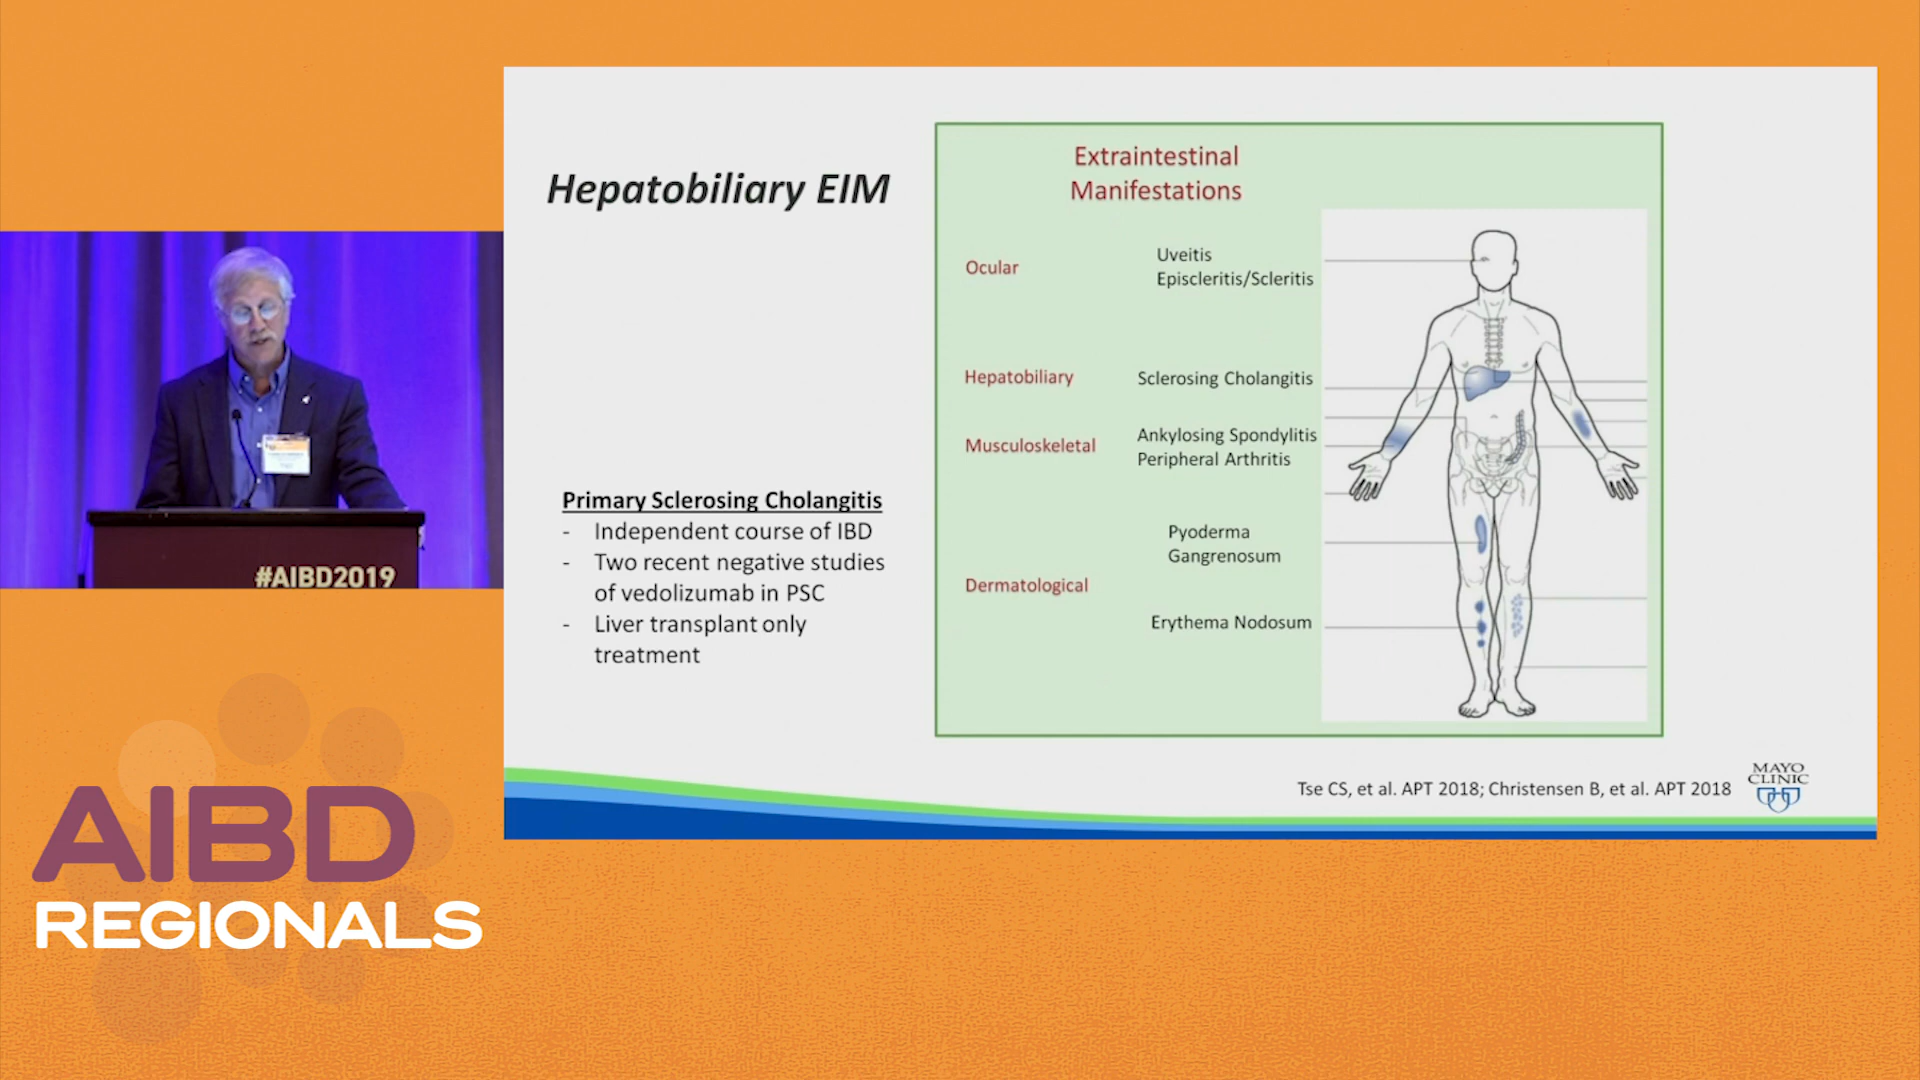 Hepatobiliary EIM
Primary Sclerosing Cholangitis
- Independent course of IBD
- Two recent negative studies
of vedolizumab in PSC
- Liver transplant only
treatment
Extraintestinal
Manifestations
Ocular
Uveitis
Episcleritis/Scleritis
Hepatobiliary
Sclerosing Cholangitis
Musculoskeletal
Ankylosing Spondylitis
Peripheral Arthritis
Dermatological
Pyoderma
Gangrenosum
Erythema Nodosum
Tse CS, et al. APT 2018; Christensen B, et al. APT 2018
MAYO
CLINIC
#AIBD2019
AIBD
REGIONALS